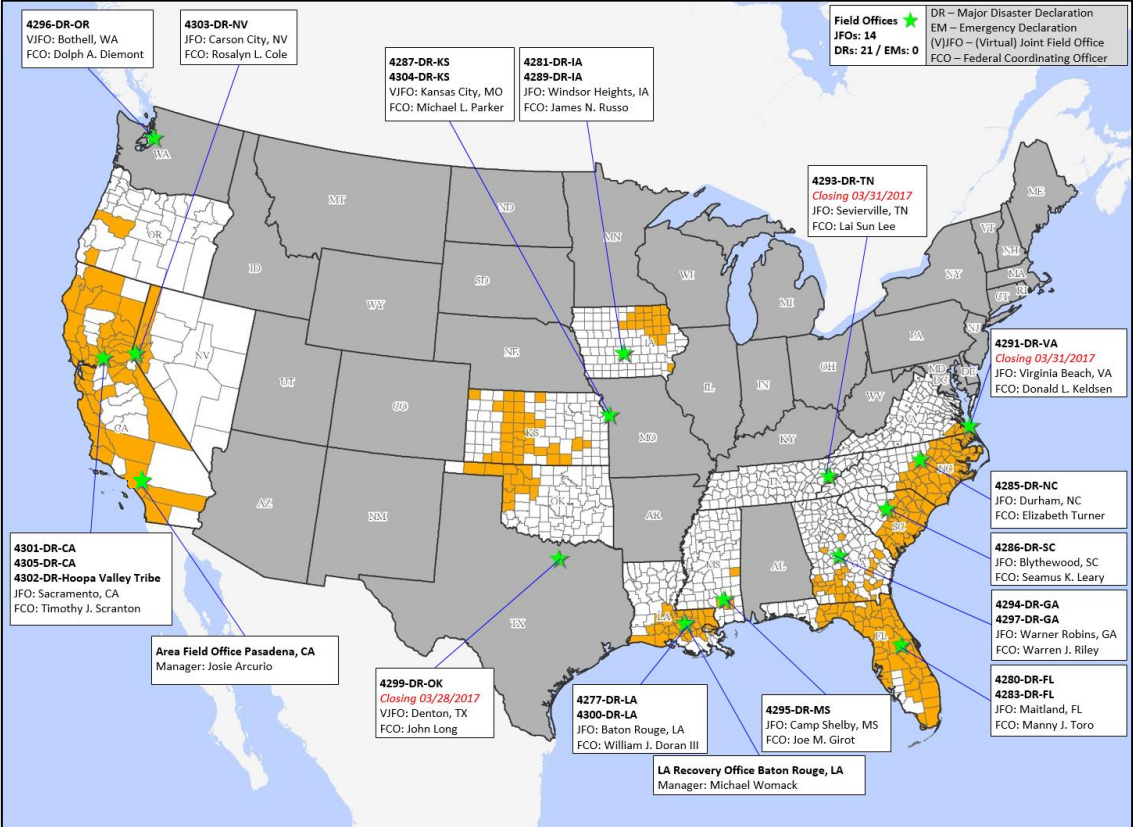 4296-DR-OR
VJFO: Bothell, WA
FCO: Dolph A. Diemont
4303-DR-NV
JFO: Carson City, NV
FCO: Rosalyn L. Cole
4287-DR-KS
4304-DR-KS
VJFO: Kansas City, MO
FCO: Michael L. Parker
4281-DR-IA
4289-DR-IA
JFO: Windsor Heights, IA
FCO: James N. Russo
Field Offices
JFOs: 14
DRs: 21 / EMs: 0
DR – Major Disaster Declaration
EM – Emergency Declaration
(V)JFO – (Virtual) Joint Field Office
FCO – Federal Coordinating Officer
4293-DR-TN
Closing 03/31/2017
JFO: Sevierville, TN
FCO: Lai Sun Lee
4291-DR-VA
Closing 03/31/2017
JFO: Virginia Beach, VA
FCO: Donald L. Keldsen
4285-DR-NC
JFO: Durham, NC
FCO: Elizabeth Turner
4286-DR-SC
JFO: Blythewood, SC
FCO: Seamus K. Leary
4294-DR-GA
4297-DR-GA
JFO: Warner Robins, GA
FCO: Warren J. Riley
4280-DR-FL
4283-DR-FL
JFO: Maitland, FL
FCO: Manny J. Toro
4301-DR-CA
4305-DR-CA
4302-DR-Hoopa Valley Tribe
JFO: Sacramento, CA
FCO: Timothy J. Scranton
Area Field Office Pasadena, CA
Manager: Josie Arcurio
4299-DR-OK
Closing 03/28/2017
VJFO: Denton, TX
FCO: John Long
4277-DR-LA
4300-DR-LA
JFO: Baton Rouge, LA
FCO: William J. Doran III
4295-DR-MS
JFO: Camp Shelby, MS
FCO: Joe M. Girot
LA Recovery Office Baton Rouge, LA
Manager: Michael Womack
WA
MT
ND
MN
ME
VT
NH
OR
ID
SD
WI
MI
NY
MA
CT
RI
WY
NE
IA
PA
NJ
NV
UT
CO
IL
IN
OH
MD
DE
DC
WV
CA
KS
MO
KY
NC
AZ
NM
OK
AR
TN
SC
TX
LA
MS
AL
FL